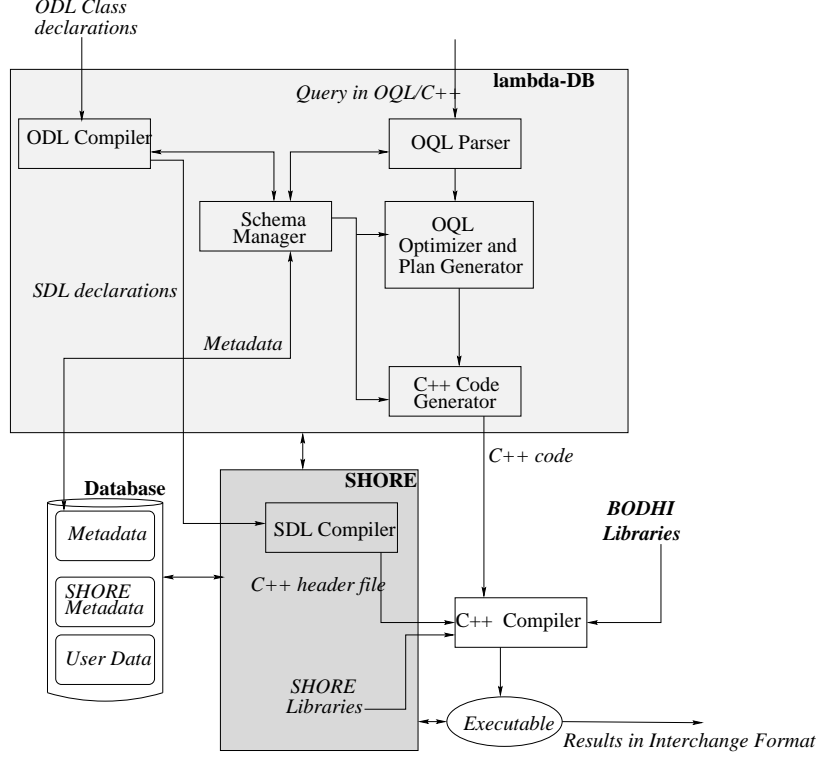 ODL Class
declarations
lambda-DB
Query in OQL/C++
ODL Compiler
OQL Parser
Schema
Manager
OQL
Optimizer and
Plan Generator
SDL declarations
Metadata
C++ Code
Generator
C++ code
SHORE
Database
BODHI
Libraries
Metadata
SDL Compiler
C++ header file
SHORE
Metadata
C++ Compiler
User Data
SHORE
Libraries
Executable
Results in Interchange Format